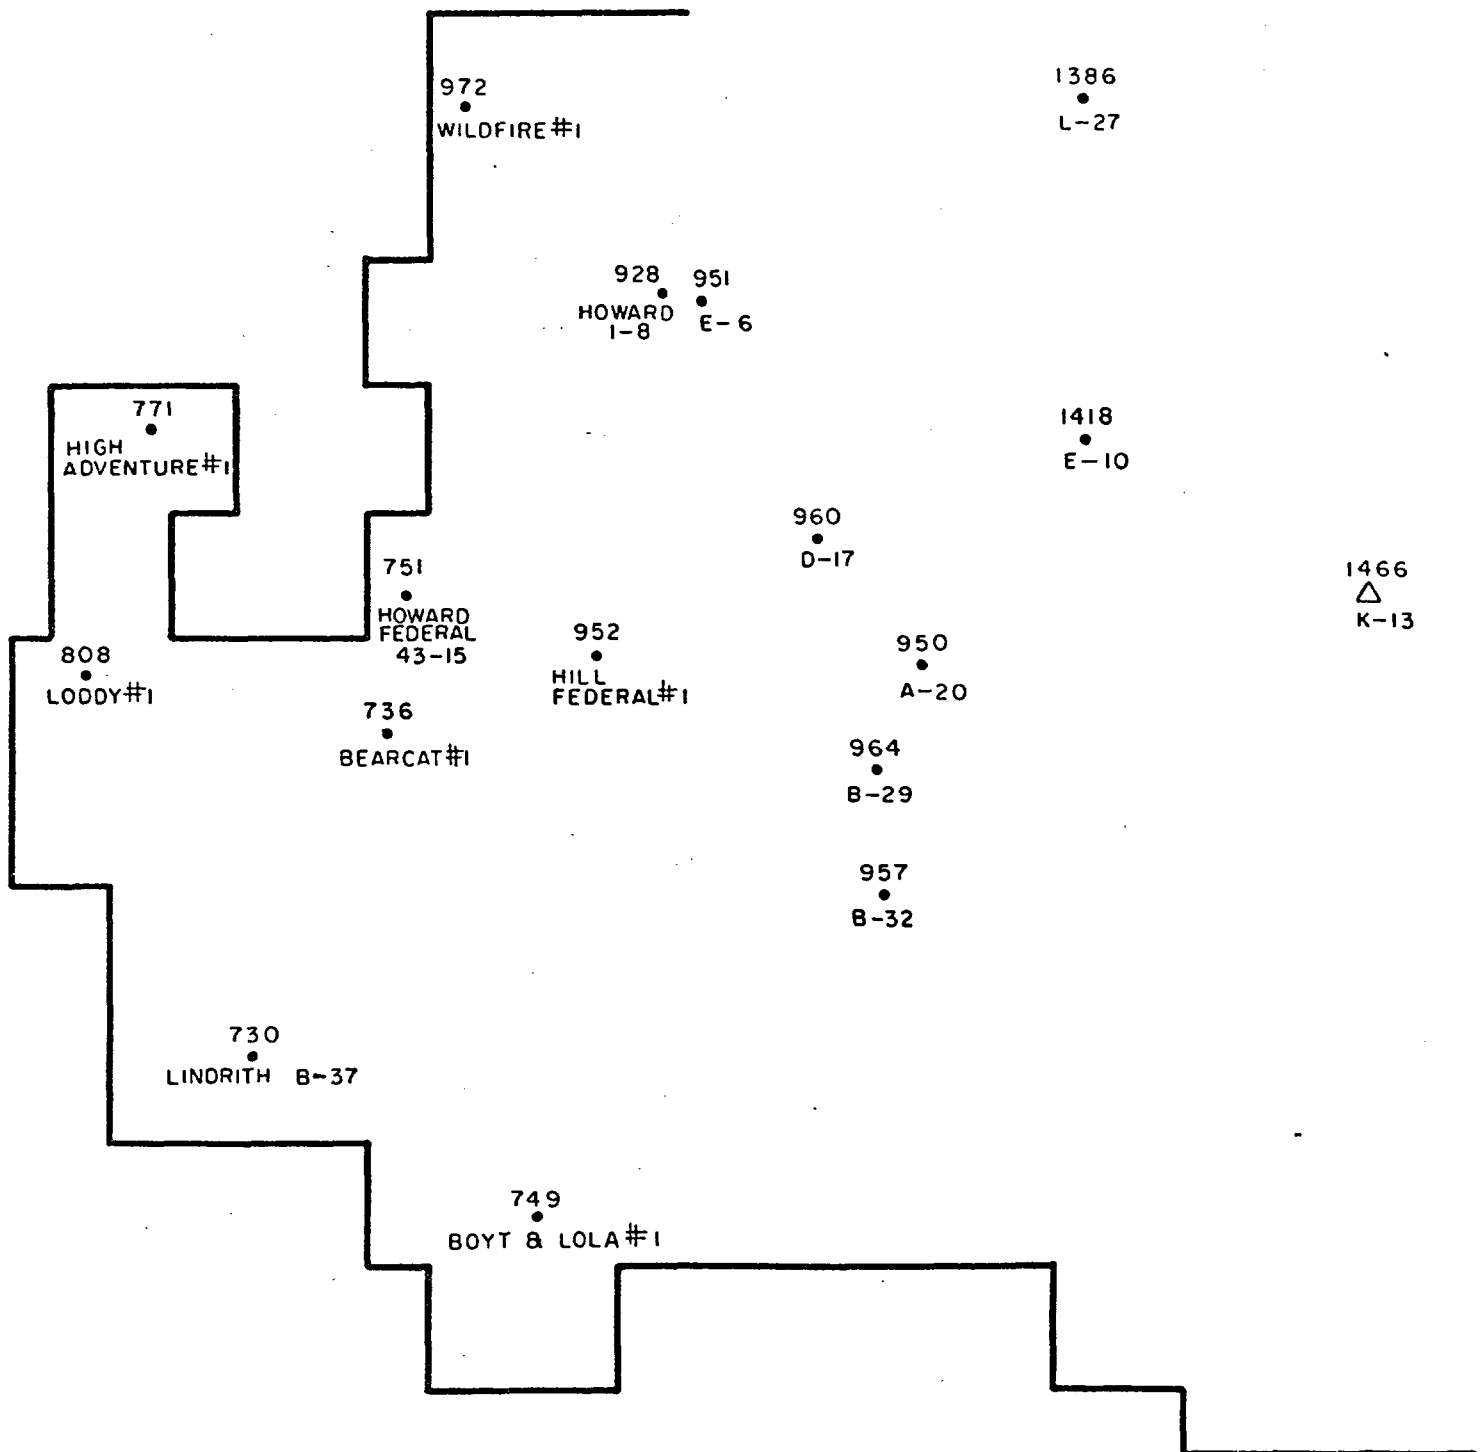 972
WILDFIRE #1
1386
L-27
928
HOWARD
1-8
951
E-6
771
HIGH
ADVENTURE #1
1418
E-10
960
D-17
751
HOWARD
FEDERAL
43-15
1466
K-13
808
LODDY #1
952
HILL
FEDERAL #1
950
A-20
736
BEARCAT #1
964
B-29
957
B-32
730
LINDRITH B-37
749
BOYT & LOLA #1